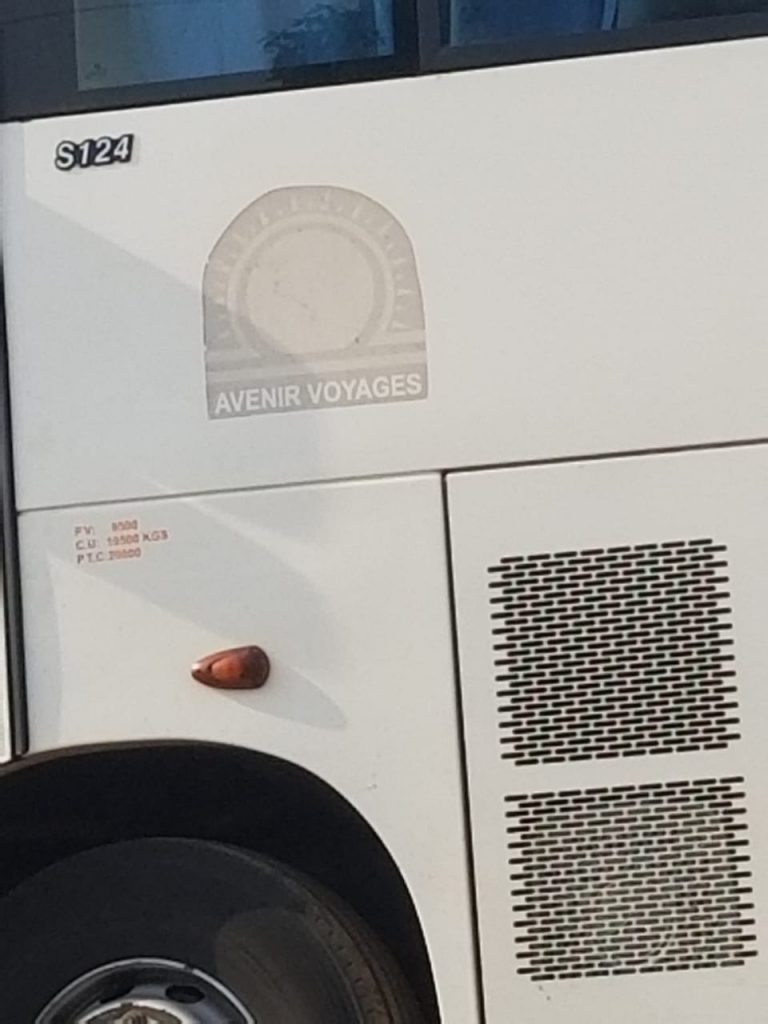 S124
AVENIR VOYAGES
P.V: 9500
C.U: 10500 KGS
P.T.C:20000